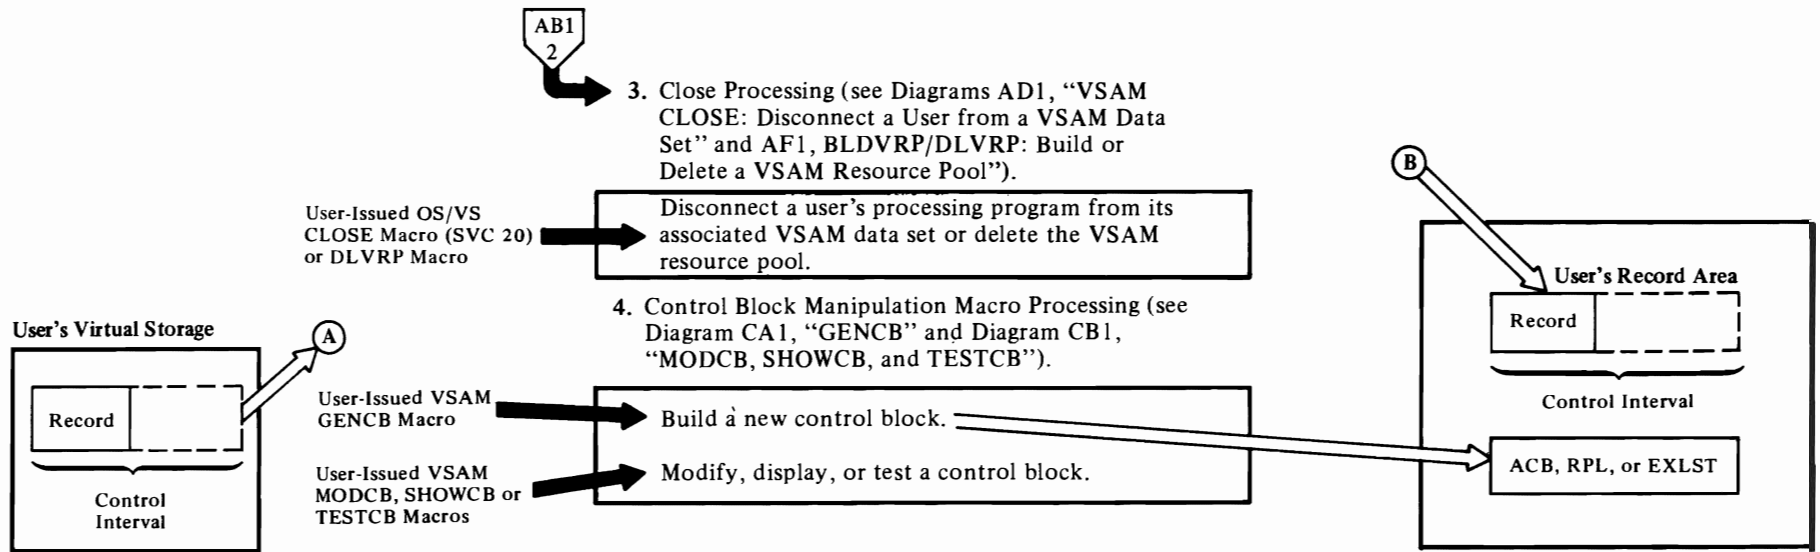 AB1
2
3. Close Processing (see Diagrams AD1, “VSAM
CLOSE: Disconnect a User from a VSAM Data
Set” and AF1, BLDVRP/DLVRP: Build or
Delete a VSAM Resource Pool”).
User-Issued OS/VS
CLOSE Macro (SVC 20)
or DLVRP Macro
Disconnect a user's processing program from its
associated VSAM data set or delete the VSAM
resource pool.
4. Control Block Manipulation Macro Processing (see
Diagram CA1, “GENCB” and Diagram CB1,
“MODCB, SHOWCB, and TESTCB”).
User's Virtual Storage
A
Record
Control
Interval
User-Issued VSAM
GENCB Macro
Build a new control block.
User-Issued VSAM
MODCB, SHOWCB or
TESTCB Macros
Modify, display, or test a control block.
B
User's Record Area
Record
Control Interval
ACB, RPL, or EXLST